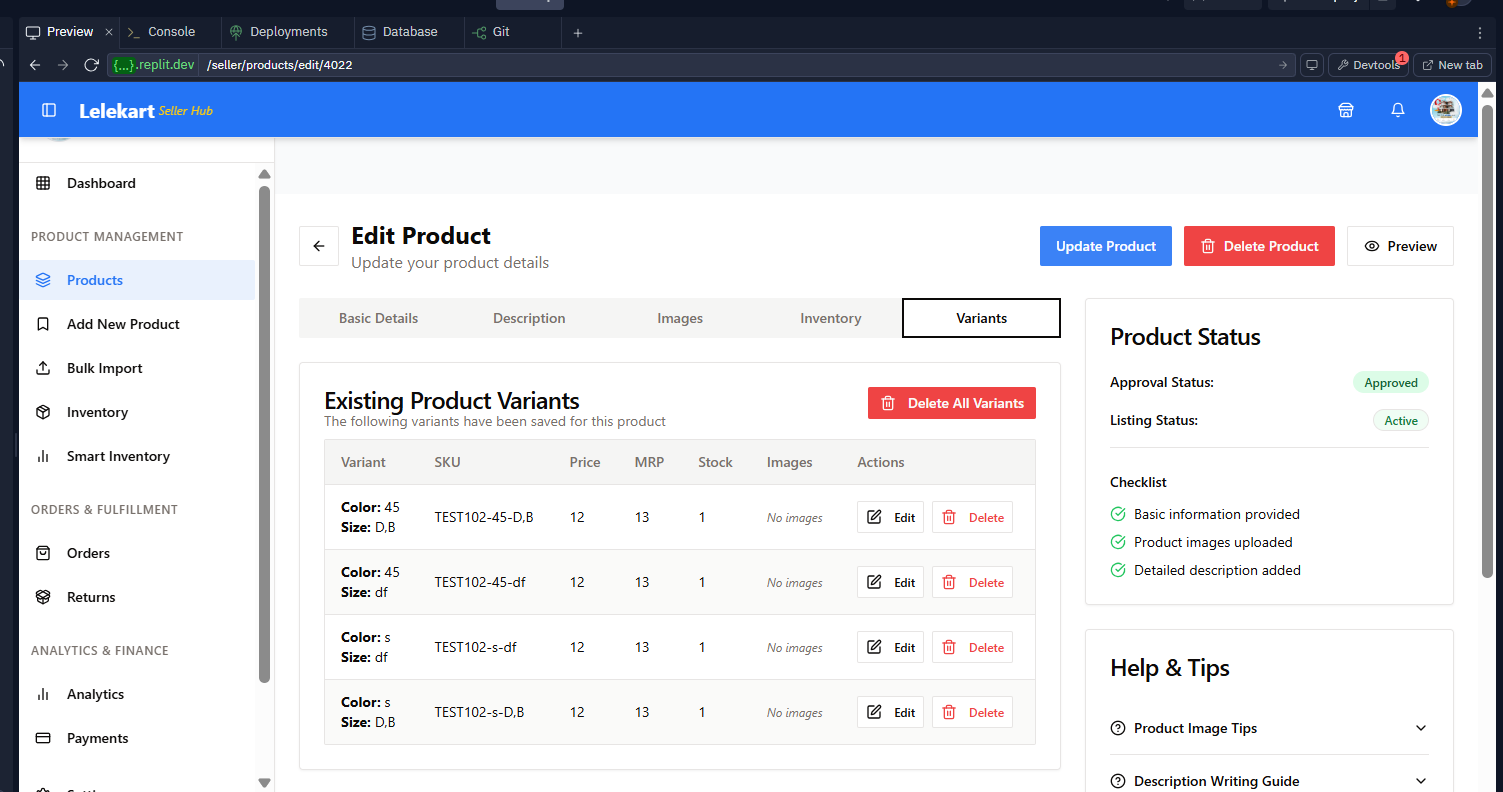 Preview
Console
Deployments
Database
Git
{...}.replit.dev /seller/products/edit/4022
Devtools 1
New tab
Lelekart Seller Hub
Dashboard
PRODUCT MANAGEMENT
Products
Add New Product
Bulk Import
Inventory
Smart Inventory
ORDERS & FULFILLMENT
Orders
Returns
ANALYTICS & FINANCE
Analytics
Payments
Edit Product
Update your product details
Update Product
Delete Product
Preview
Basic Details Description Images Inventory Variants
Existing Product Variants
The following variants have been saved for this product
Delete All Variants
Variant SKU Price MRP Stock Images Actions
Color: 45
Size: D,B
TEST102-45-D,B 12 13 1 No images Edit Delete
Color: 45
Size: df
TEST102-45-df 12 13 1 No images Edit Delete
Color: s
Size: df
TEST102-s-df 12 13 1 No images Edit Delete
Color: s
Size: D,B
TEST102-s-D,B 12 13 1 No images Edit Delete
Product Status
Approval Status: Approved
Listing Status: Active
Checklist
Basic information provided
Product images uploaded
Detailed description added
Help & Tips
Product Image Tips
Description Writing Guide